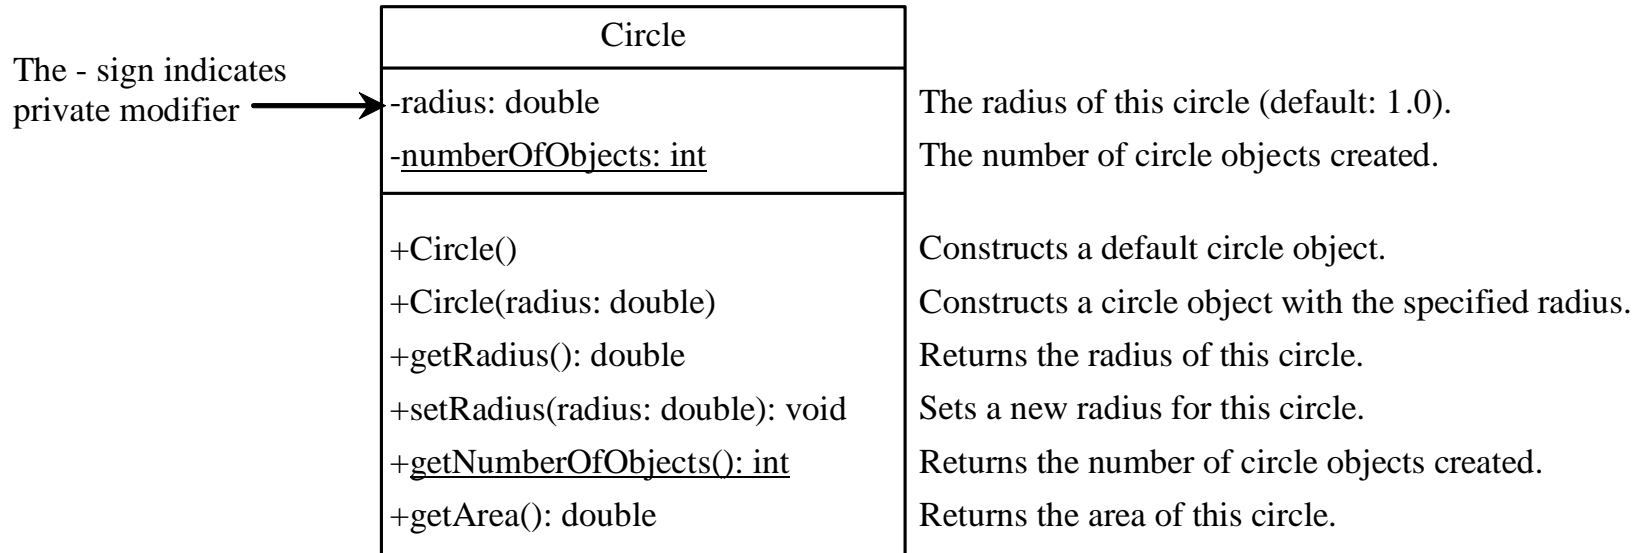 Circle
The - sign indicates
private modifier
-radius: double
The radius of this circle (default: 1.0).
-numberOfObjects: int
The number of circle objects created.
+Circle()
Constructs a default circle object.
+Circle(radius: double)
Constructs a circle object with the specified radius.
+getRadius(): double
Returns the radius of this circle.
+setRadius(radius: double): void
Sets a new radius for this circle.
+getNumberOfObjects(): int
Returns the number of circle objects created.
+getArea(): double
Returns the area of this circle.